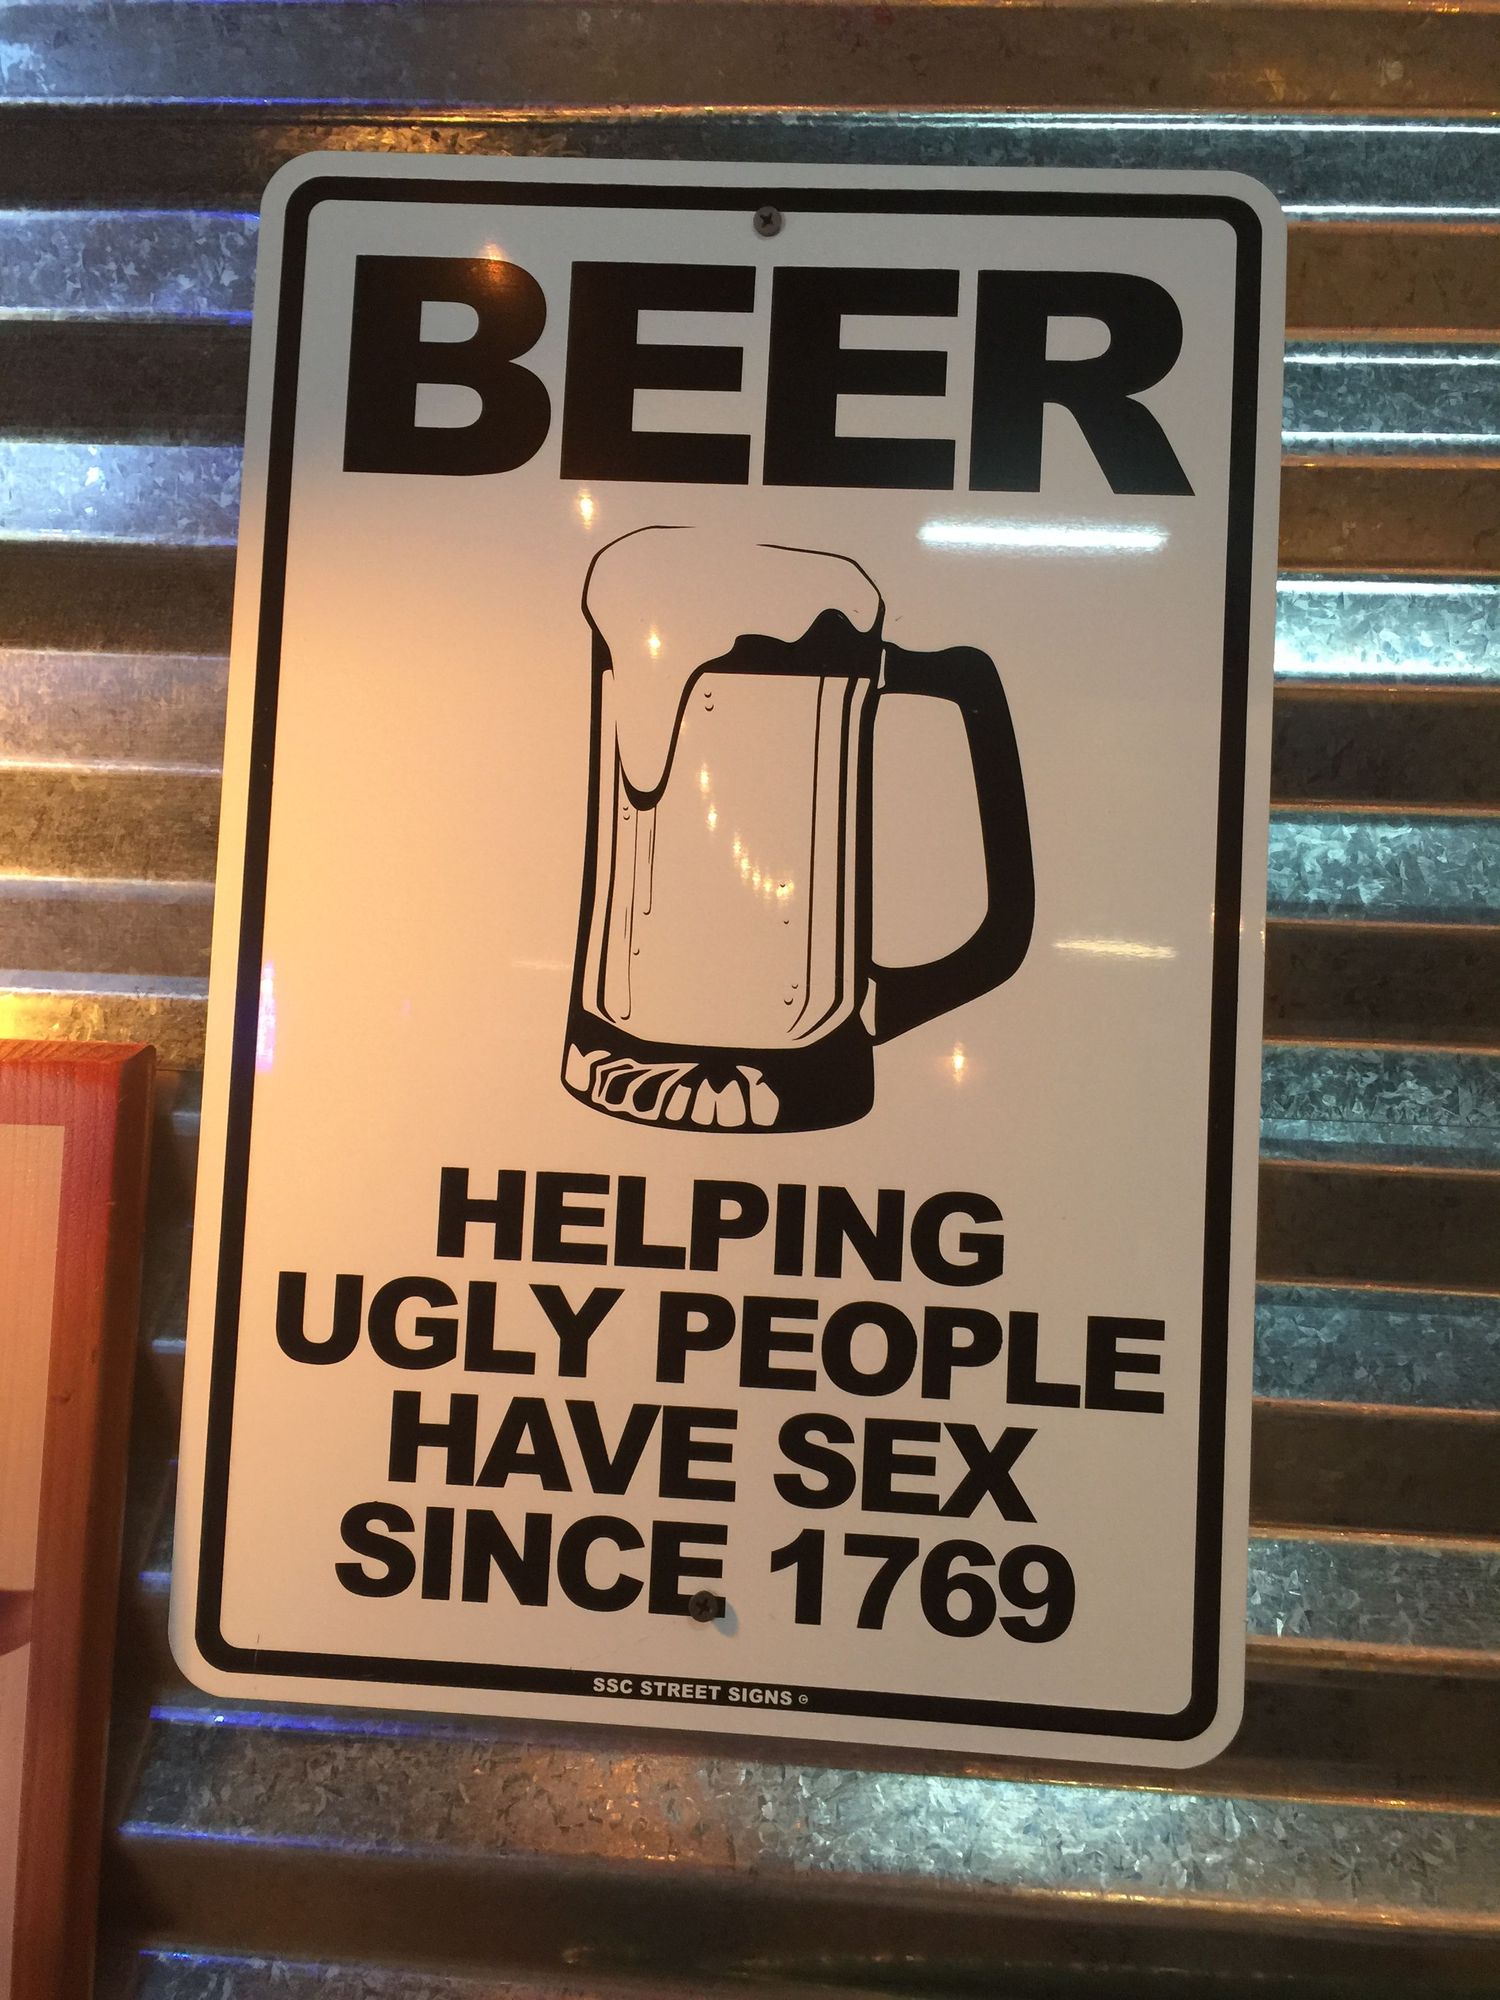 BEER
HELPING
UGLY PEOPLE
HAVE SEX
SINCE 1769
SSC STREET SIGNS ©